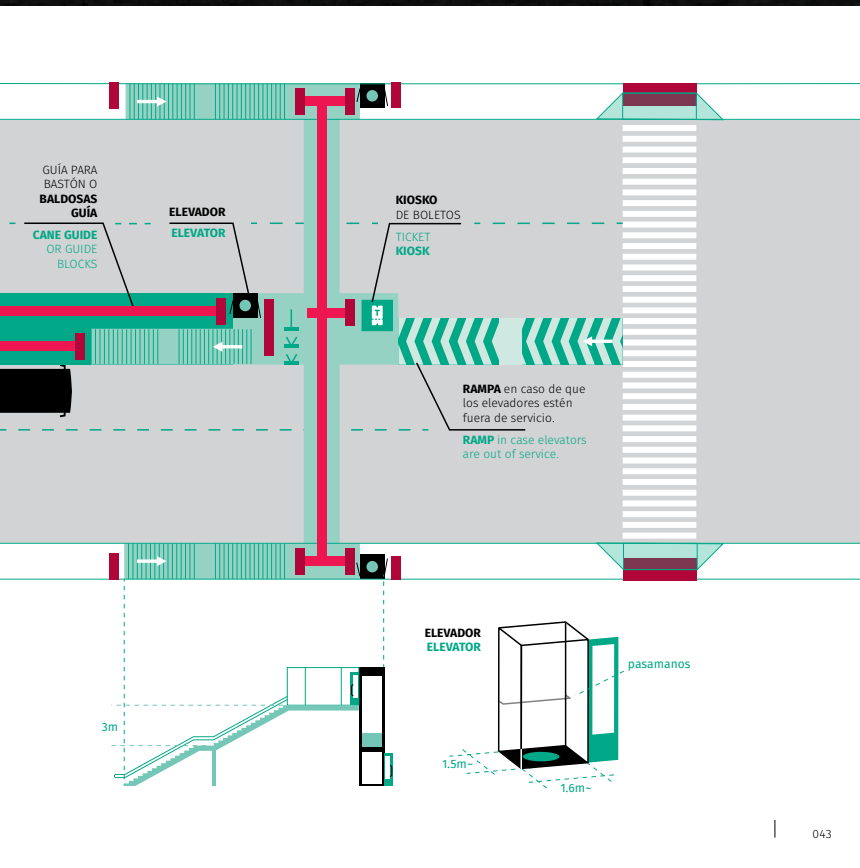 GUÍA PARA
BASTÓN O
BALDOSAS
GUÍA
CANE GUIDE
OR GUIDE
BLOCKS
ELEVADOR
ELEVATOR
KIOSKO
DE BOLETOS
TICKET
KIOSK
T
RAMPA en caso de que
los elevadores estén
fuera de servicio.
RAMP in case elevators
are out of service.
ELEVADOR
ELEVATOR
pasamanos
3m
1.5m
1.6m
043